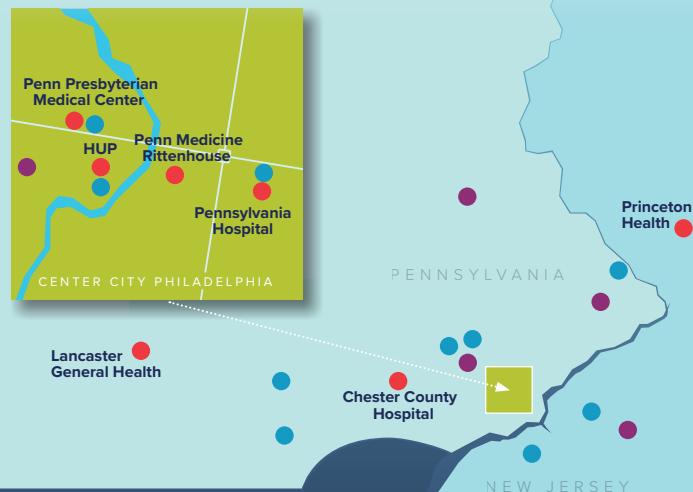 Penn Presbyterian
Medical Center
HUP
Penn Medicine
Rittenhouse
Pennsylvania
Hospital
CENTER CITY PHILADELPHIA
Princeton
Health
PENNSYLVANIA
Lancaster
General Health
Chester County
Hospital
NEW JERSEY